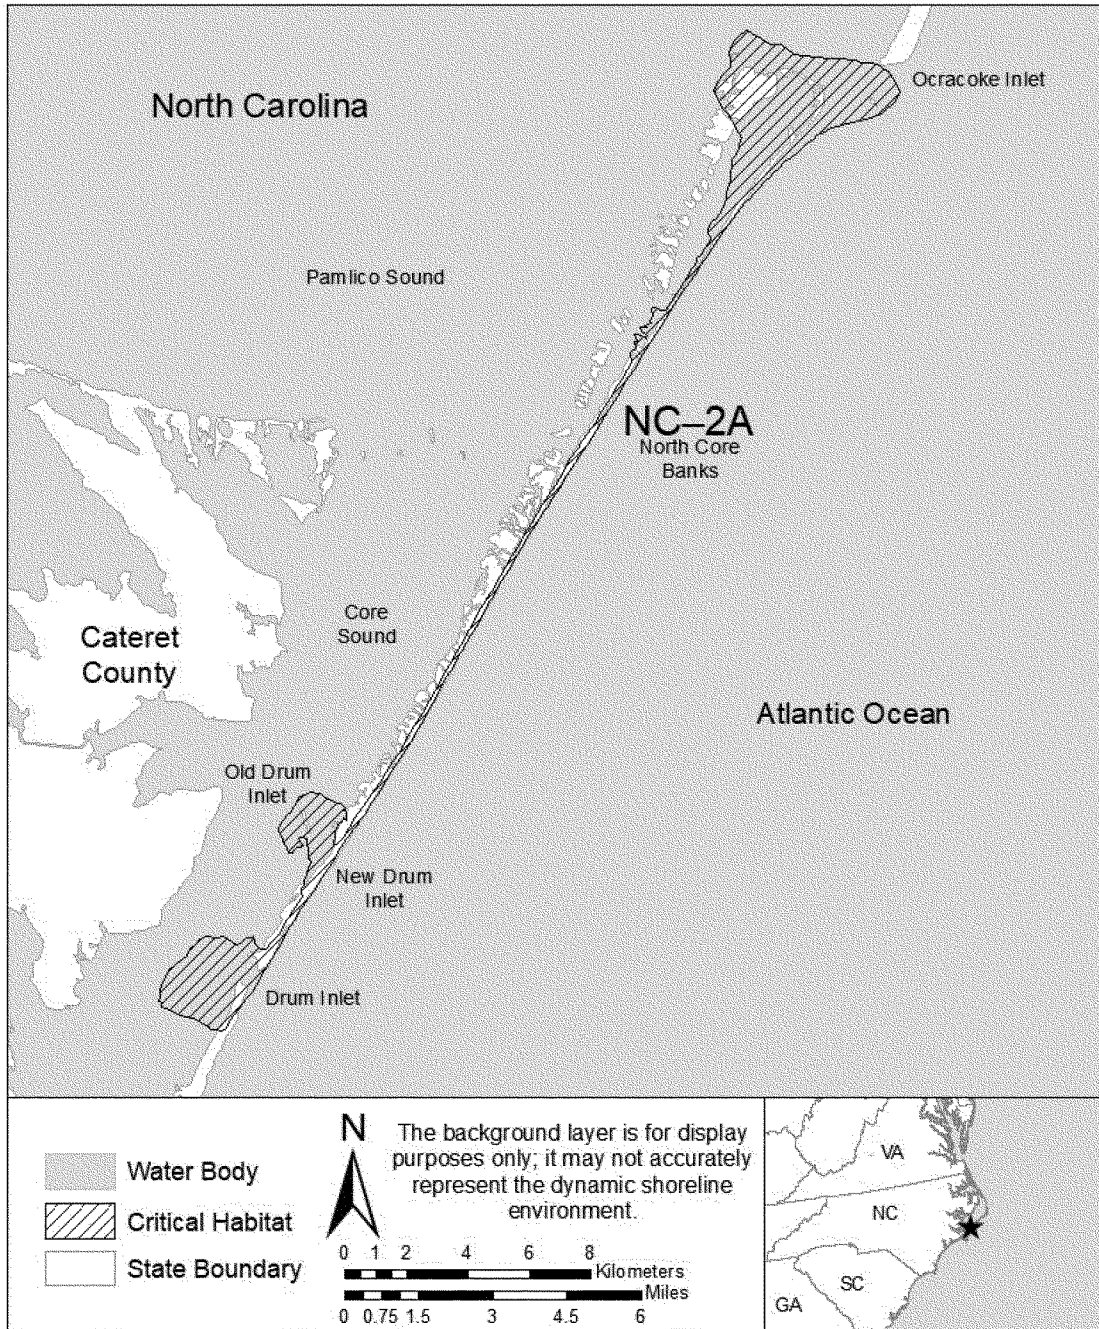 North Carolina
Ocracoke Inlet
Pamlico Sound
NC–2A
North Core
Banks
Core
Sound
Cateret
County
Atlantic Ocean
Old Drum
Inlet
New Drum
Inlet
Drum Inlet
Water Body
Critical Habitat
State Boundary
N
The background layer is for display
purposes only; it may not accurately
represent the dynamic shoreline
environment.
0 1 2 4 6 8
Kilometers
Miles
0 0.75 1.5 3 4.5 6
VA
NC
SC
GA